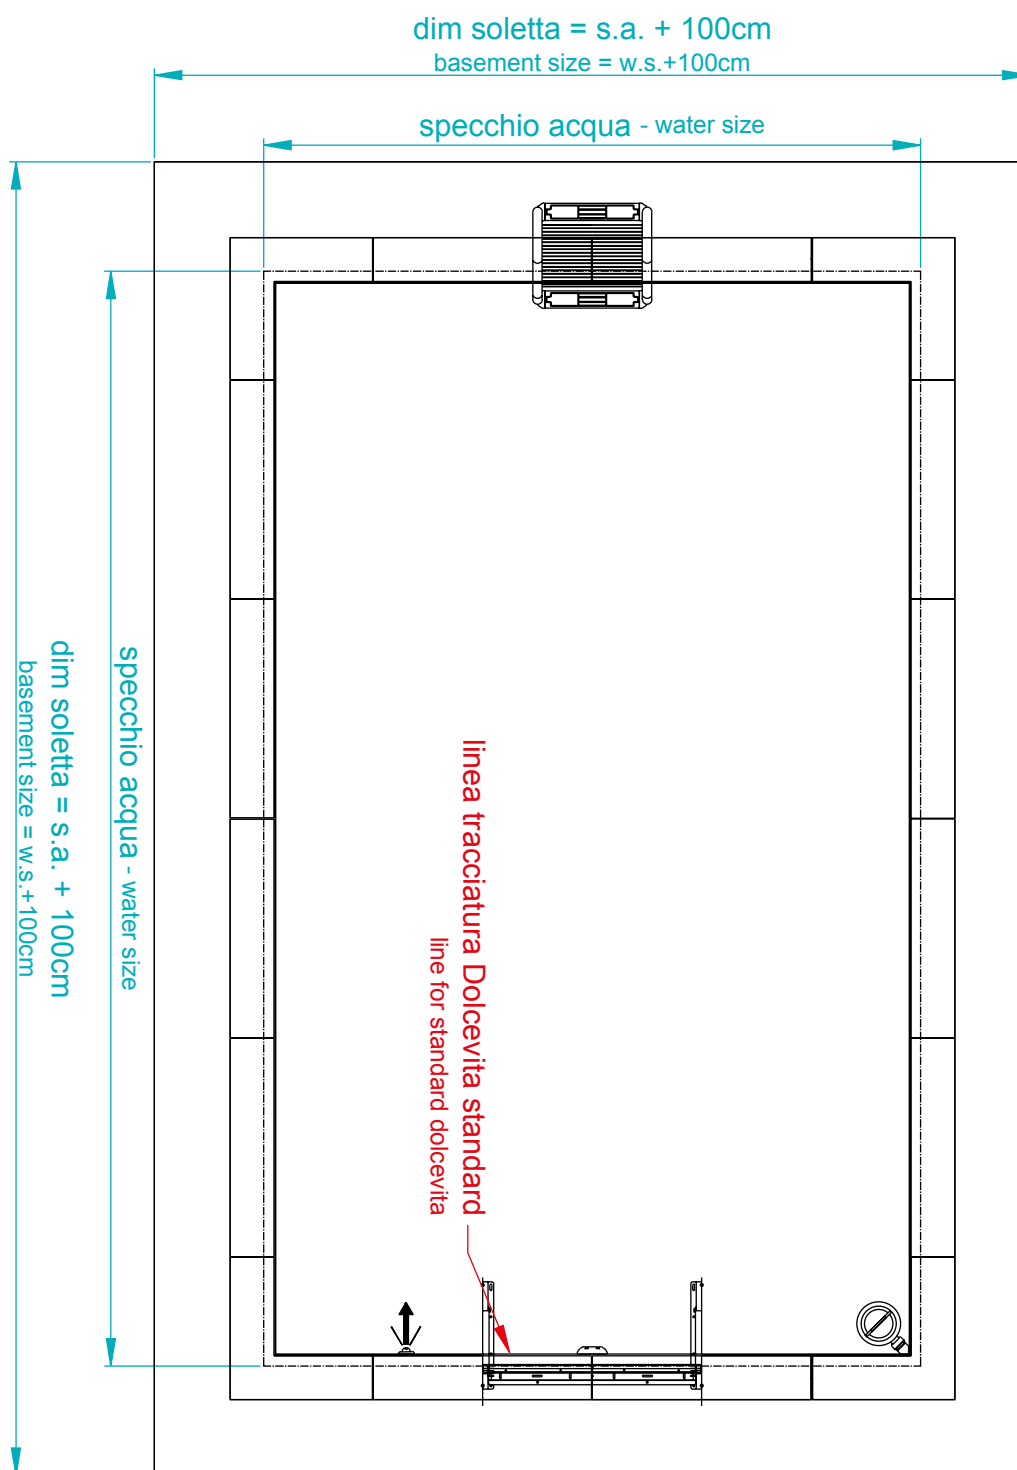 dim soletta = s.a. + 100cm
basement size = w.s.+100cm
specchio acqua - water size
dim soletta = s.a. + 100cm
basement size = w.s.+100cm
specchio acqua - water size
linea tracciatura Dolcevita standard
line for standard dolcevita